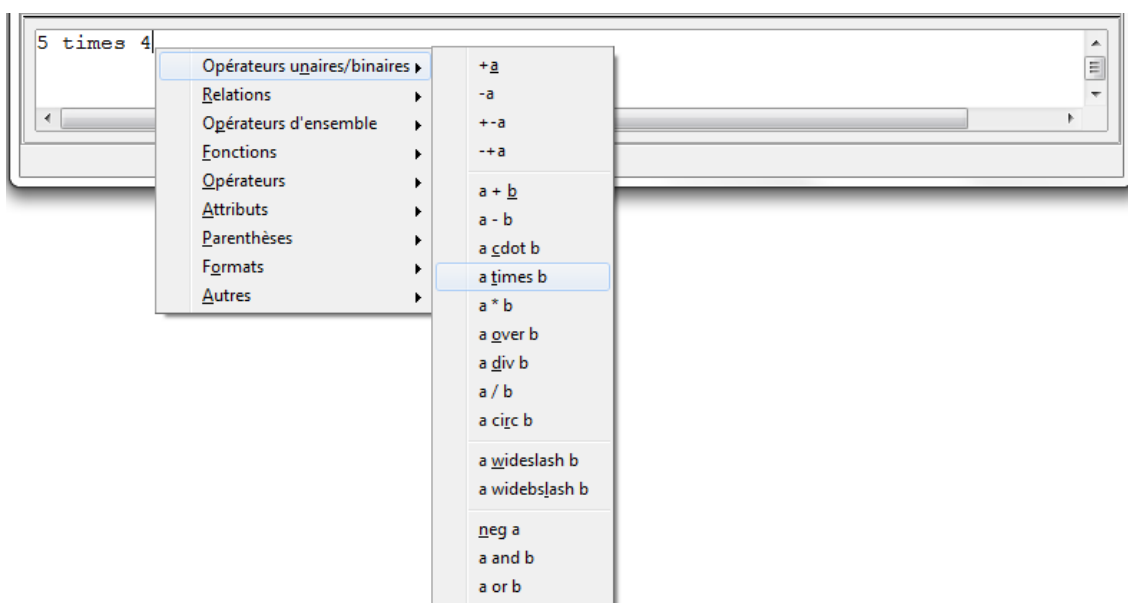 5 times 4
Opérateurs unaires/binaires
Relations
Opérateurs d'ensemble
Fonctions
Opérateurs
Attributs
Parenthèses
Formats
Autres
+a
-a
+-a
-+a
a + b
a - b
a cdot b
a times b
a * b
a over b
a div b
a / b
a circ b
a wideslash b
a widebslash b
neg a
a and b
a or b